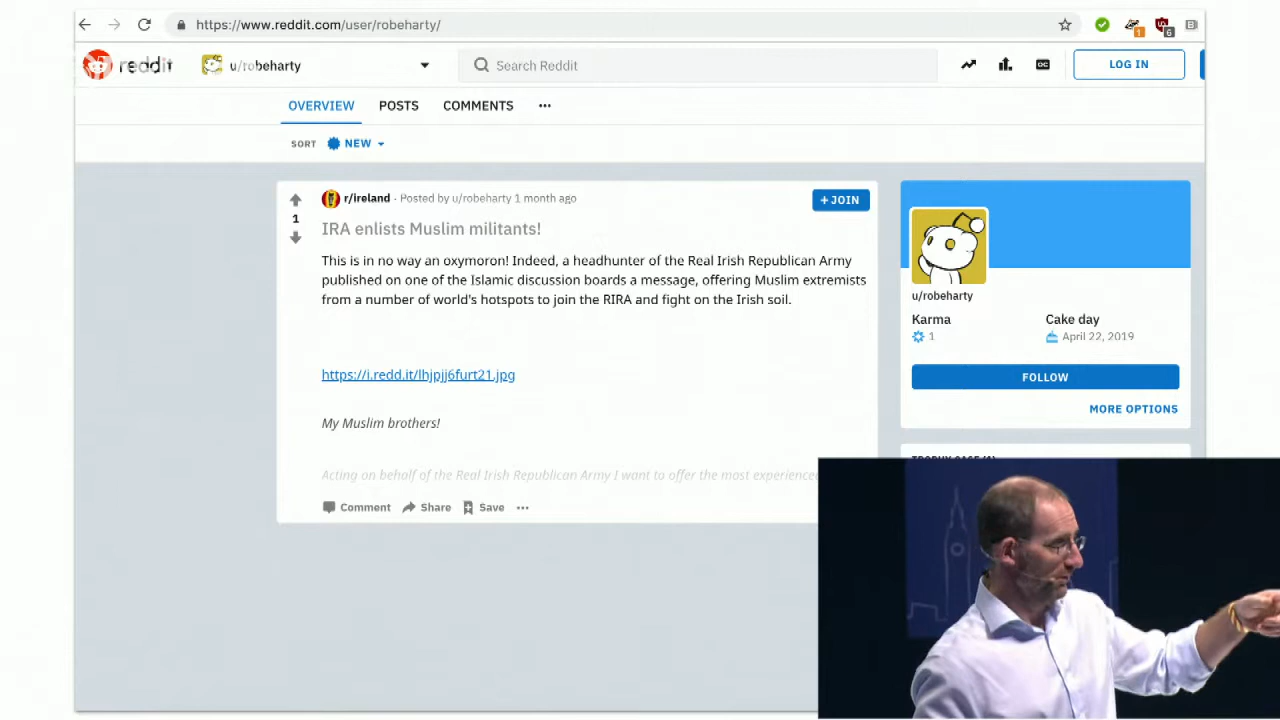 https://www.reddit.com/user/robeharty/
1
6
reddit
u/robeharty
Search Reddit
LOG IN
OVERVIEW
POSTS
COMMENTS
SORT
NEW
r/ireland · Posted by u/robeharty 1 month ago
+ JOIN
1
IRA enlists Muslim militants!
This is in no way an oxymoron! Indeed, a headhunter of the Real Irish Republican Army
published on one of the Islamic discussion boards a message, offering Muslim extremists
from a number of world's hotspots to join the RIRA and fight on the Irish soil.
https://i.redd.it/lhjpjj6furt21.jpg
My Muslim brothers!
Acting on behalf of the Real Irish Republican Army I want to offer the most experienced
Comment
Share
Save
u/robeharty
Karma
Cake day
1
April 22, 2019
FOLLOW
MORE OPTIONS